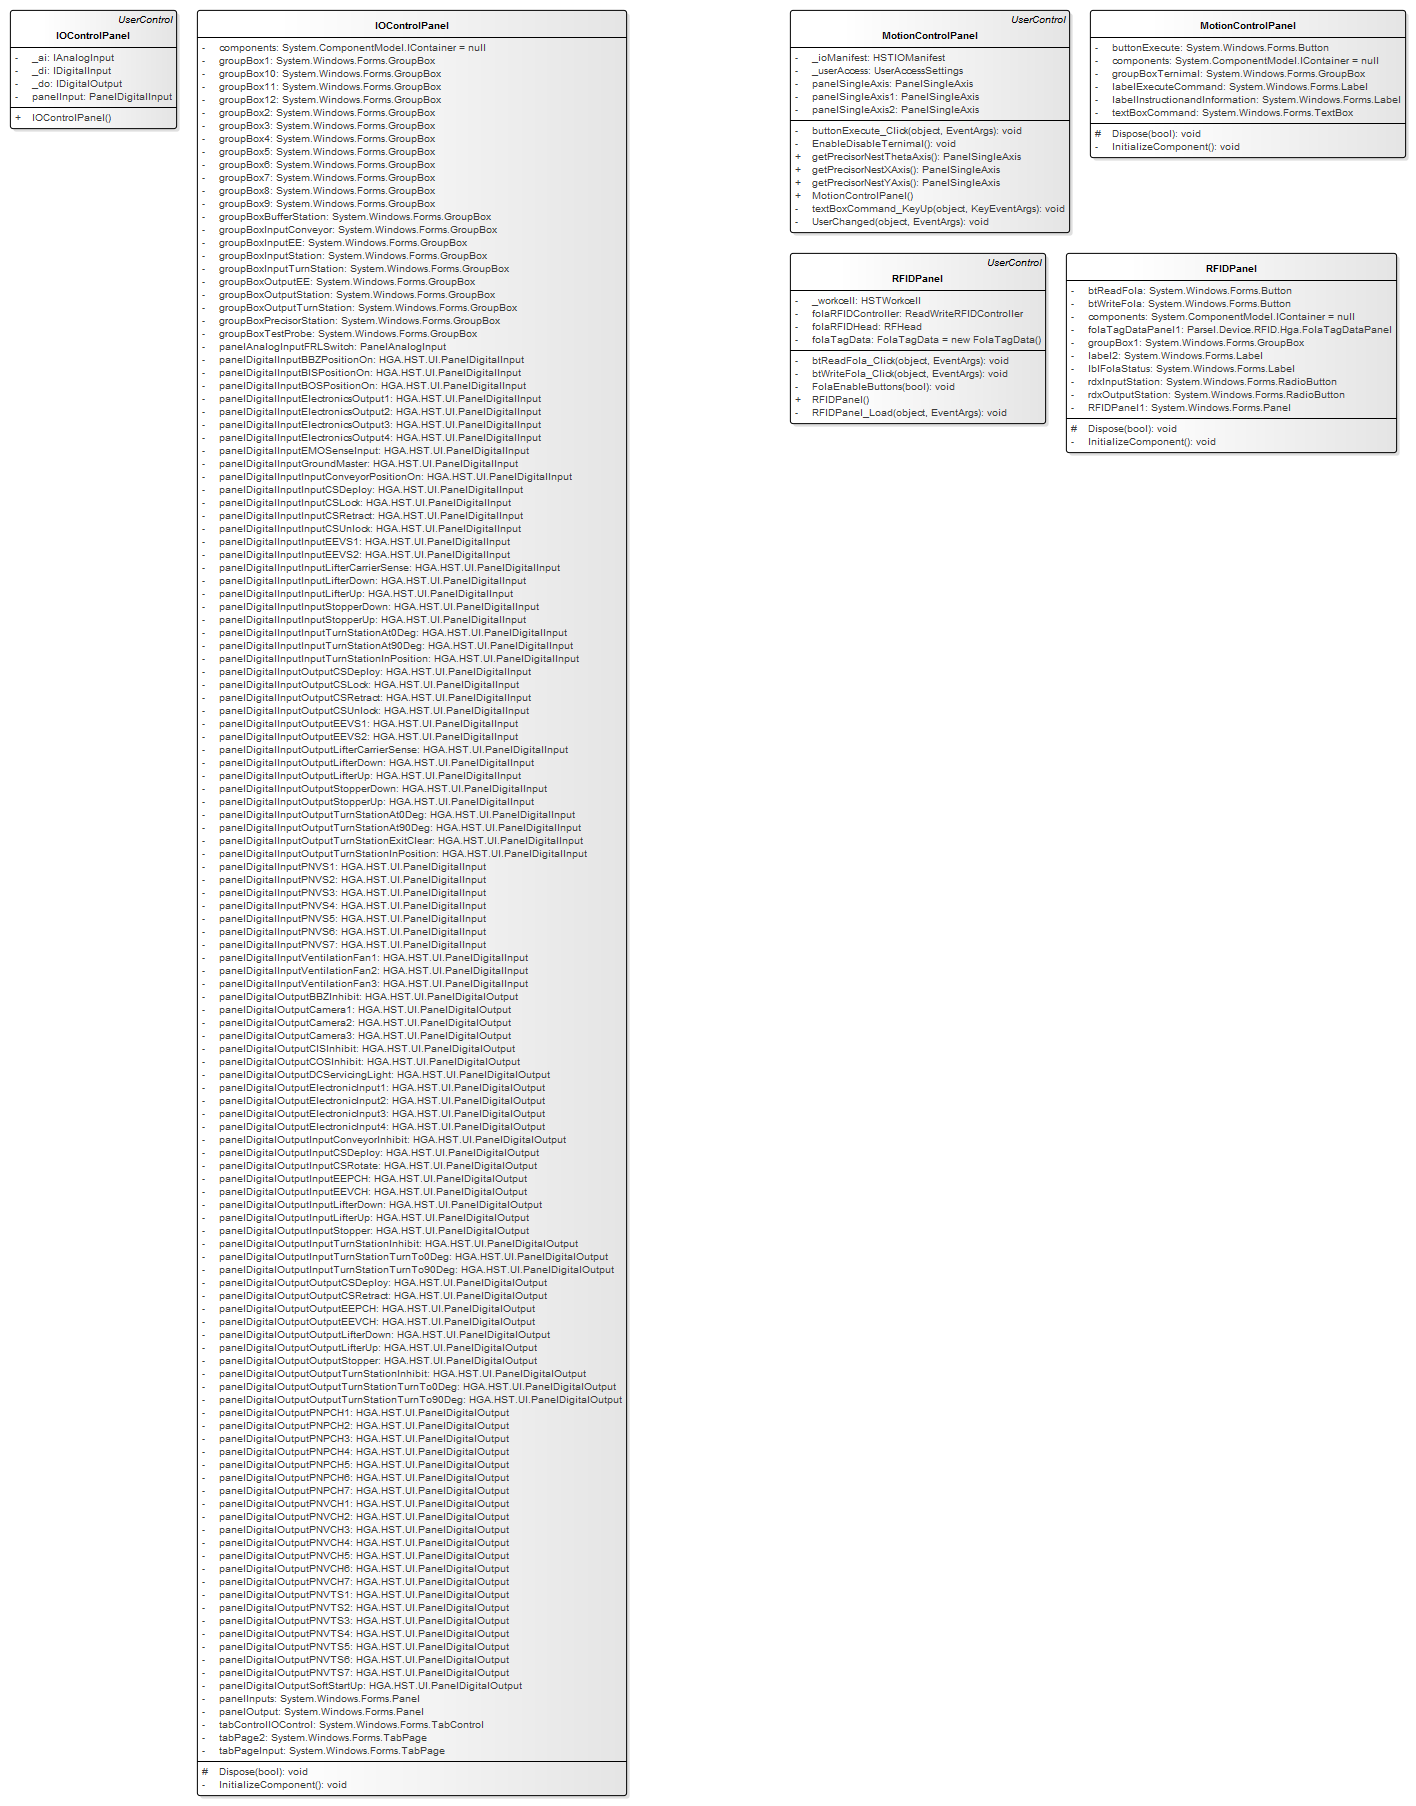 UserControl
IOControlPanel
- _ai: IAnalogInput
- _di: IDigitalInput
- _do: IDigitalOutput
- panelInput: PanelDigitalInput
+ IOControlPanel()
IOControlPanel
- components: System.ComponentModel.IContainer = null
- groupBox1: System.Windows.Forms.GroupBox
- groupBox10: System.Windows.Forms.GroupBox
- groupBox11: System.Windows.Forms.GroupBox
- groupBox12: System.Windows.Forms.GroupBox
- groupBox2: System.Windows.Forms.GroupBox
- groupBox3: System.Windows.Forms.GroupBox
- groupBox4: System.Windows.Forms.GroupBox
- groupBox5: System.Windows.Forms.GroupBox
- groupBox6: System.Windows.Forms.GroupBox
- groupBox7: System.Windows.Forms.GroupBox
- groupBox8: System.Windows.Forms.GroupBox
- groupBox9: System.Windows.Forms.GroupBox
- groupBoxBufferStation: System.Windows.Forms.GroupBox
- groupBoxInputConveyor: System.Windows.Forms.GroupBox
- groupBoxInputEE: System.Windows.Forms.GroupBox
- groupBoxInputStation: System.Windows.Forms.GroupBox
- groupBoxInputTurnStation: System.Windows.Forms.GroupBox
- groupBoxOutputEE: System.Windows.Forms.GroupBox
- groupBoxOutputStation: System.Windows.Forms.GroupBox
- groupBoxOutputTurnStation: System.Windows.Forms.GroupBox
- groupBoxPrecisorStation: System.Windows.Forms.GroupBox
- groupBoxTestProbe: System.Windows.Forms.GroupBox
- panelAnalogInputFRLSwitch: PanelAnalogInput
- panelDigitalInputBBZPositionOn: HGA.HST.UI.PanelDigitalInput
- panelDigitalInputBISPositionOn: HGA.HST.UI.PanelDigitalInput
- panelDigitalInputBOSPositionOn: HGA.HST.UI.PanelDigitalInput
- panelDigitalInputElectronicsOutput1: HGA.HST.UI.PanelDigitalInput
- panelDigitalInputElectronicsOutput2: HGA.HST.UI.PanelDigitalInput
- panelDigitalInputElectronicsOutput3: HGA.HST.UI.PanelDigitalInput
- panelDigitalInputElectronicsOutput4: HGA.HST.UI.PanelDigitalInput
- panelDigitalInputEMOSenseInput: HGA.HST.UI.PanelDigitalInput
- panelDigitalInputGroundMaster: HGA.HST.UI.PanelDigitalInput
- panelDigitalInputInputConveyorPositionOn: HGA.HST.UI.PanelDigitalInput
- panelDigitalInputInputCSDeploy: HGA.HST.UI.PanelDigitalInput
- panelDigitalInputInputCSLock: HGA.HST.UI.PanelDigitalInput
- panelDigitalInputInputCSRetract: HGA.HST.UI.PanelDigitalInput
- panelDigitalInputInputCSUnlock: HGA.HST.UI.PanelDigitalInput
- panelDigitalInputInputEEVS1: HGA.HST.UI.PanelDigitalInput
- panelDigitalInputInputEEVS2: HGA.HST.UI.PanelDigitalInput
- panelDigitalInputInputLifterCarrierSense: HGA.HST.UI.PanelDigitalInput
- panelDigitalInputInputLifterDown: HGA.HST.UI.PanelDigitalInput
- panelDigitalInputInputLifterUp: HGA.HST.UI.PanelDigitalInput
- panelDigitalInputInputStopperDown: HGA.HST.UI.PanelDigitalInput
- panelDigitalInputInputStopperUp: HGA.HST.UI.PanelDigitalInput
- panelDigitalInputInputTurnStationAt0Deg: HGA.HST.UI.PanelDigitalInput
- panelDigitalInputInputTurnStationAt90Deg: HGA.HST.UI.PanelDigitalInput
- panelDigitalInputInputTurnStationInPosition: HGA.HST.UI.PanelDigitalInput
- panelDigitalInputOutputCSDeploy: HGA.HST.UI.PanelDigitalInput
- panelDigitalInputOutputCSLock: HGA.HST.UI.PanelDigitalInput
- panelDigitalInputOutputCSRetract: HGA.HST.UI.PanelDigitalInput
- panelDigitalInputOutputCSUnlock: HGA.HST.UI.PanelDigitalInput
- panelDigitalInputOutputEEVS1: HGA.HST.UI.PanelDigitalInput
- panelDigitalInputOutputEEVS2: HGA.HST.UI.PanelDigitalInput
- panelDigitalInputOutputLifterCarrierSense: HGA.HST.UI.PanelDigitalInput
- panelDigitalInputOutputLifterDown: HGA.HST.UI.PanelDigitalInput
- panelDigitalInputOutputLifterUp: HGA.HST.UI.PanelDigitalInput
- panelDigitalInputOutputStopperDown: HGA.HST.UI.PanelDigitalInput
- panelDigitalInputOutputStopperUp: HGA.HST.UI.PanelDigitalInput
- panelDigitalInputOutputTurnStationAt0Deg: HGA.HST.UI.PanelDigitalInput
- panelDigitalInputOutputTurnStationAt90Deg: HGA.HST.UI.PanelDigitalInput
- panelDigitalInputOutputTurnStationExitClear: HGA.HST.UI.PanelDigitalInput
- panelDigitalInputOutputTurnStationInPosition: HGA.HST.UI.PanelDigitalInput
- panelDigitalInputPNVS1: HGA.HST.UI.PanelDigitalInput
- panelDigitalInputPNVS2: HGA.HST.UI.PanelDigitalInput
- panelDigitalInputPNVS3: HGA.HST.UI.PanelDigitalInput
- panelDigitalInputPNVS4: HGA.HST.UI.PanelDigitalInput
- panelDigitalInputPNVS5: HGA.HST.UI.PanelDigitalInput
- panelDigitalInputPNVS6: HGA.HST.UI.PanelDigitalInput
- panelDigitalInputPNVS7: HGA.HST.UI.PanelDigitalInput
- panelDigitalInputVentilationFan1: HGA.HST.UI.PanelDigitalInput
- panelDigitalInputVentilationFan2: HGA.HST.UI.PanelDigitalInput
- panelDigitalInputVentilationFan3: HGA.HST.UI.PanelDigitalInput
- panelDigitalOutputBBZInhibit: HGA.HST.UI.PanelDigitalOutput
- panelDigitalOutputCamera1: HGA.HST.UI.PanelDigitalOutput
- panelDigitalOutputCamera2: HGA.HST.UI.PanelDigitalOutput
- panelDigitalOutputCamera3: HGA.HST.UI.PanelDigitalOutput
- panelDigitalOutputCISInhibit: HGA.HST.UI.PanelDigitalOutput
- panelDigitalOutputCOSInhibit: HGA.HST.UI.PanelDigitalOutput
- panelDigitalOutputDCServicingLight: HGA.HST.UI.PanelDigitalOutput
- panelDigitalOutputElectronicInput1: HGA.HST.UI.PanelDigitalOutput
- panelDigitalOutputElectronicInput2: HGA.HST.UI.PanelDigitalOutput
- panelDigitalOutputElectronicInput3: HGA.HST.UI.PanelDigitalOutput
- panelDigitalOutputElectronicInput4: HGA.HST.UI.PanelDigitalOutput
- panelDigitalOutputInputConveyorInhibit: HGA.HST.UI.PanelDigitalOutput
- panelDigitalOutputInputCSDeploy: HGA.HST.UI.PanelDigitalOutput
- panelDigitalOutputInputCSRotate: HGA.HST.UI.PanelDigitalOutput
- panelDigitalOutputInputEEPCH: HGA.HST.UI.PanelDigitalOutput
- panelDigitalOutputInputEEVCH: HGA.HST.UI.PanelDigitalOutput
- panelDigitalOutputInputLifterDown: HGA.HST.UI.PanelDigitalOutput
- panelDigitalOutputInputLifterUp: HGA.HST.UI.PanelDigitalOutput
- panelDigitalOutputInputStopper: HGA.HST.UI.PanelDigitalOutput
- panelDigitalOutputInputTurnStationInhibit: HGA.HST.UI.PanelDigitalOutput
- panelDigitalOutputInputTurnStationTurnTo0Deg: HGA.HST.UI.PanelDigitalOutput
- panelDigitalOutputInputTurnStationTurnTo90Deg: HGA.HST.UI.PanelDigitalOutput
- panelDigitalOutputOutputCSDeploy: HGA.HST.UI.PanelDigitalOutput
- panelDigitalOutputOutputCSRetract: HGA.HST.UI.PanelDigitalOutput
- panelDigitalOutputOutputEEPCH: HGA.HST.UI.PanelDigitalOutput
- panelDigitalOutputOutputEEVCH: HGA.HST.UI.PanelDigitalOutput
- panelDigitalOutputOutputLifterDown: HGA.HST.UI.PanelDigitalOutput
- panelDigitalOutputOutputLifterUp: HGA.HST.UI.PanelDigitalOutput
- panelDigitalOutputOutputStopper: HGA.HST.UI.PanelDigitalOutput
- panelDigitalOutputOutputTurnStationInhibit: HGA.HST.UI.PanelDigitalOutput
- panelDigitalOutputOutputTurnStationTurnTo0Deg: HGA.HST.UI.PanelDigitalOutput
- panelDigitalOutputOutputTurnStationTurnTo90Deg: HGA.HST.UI.PanelDigitalOutput
- panelDigitalOutputPNPCH1: HGA.HST.UI.PanelDigitalOutput
- panelDigitalOutputPNPCH2: HGA.HST.UI.PanelDigitalOutput
- panelDigitalOutputPNPCH3: HGA.HST.UI.PanelDigitalOutput
- panelDigitalOutputPNPCH4: HGA.HST.UI.PanelDigitalOutput
- panelDigitalOutputPNPCH5: HGA.HST.UI.PanelDigitalOutput
- panelDigitalOutputPNPCH6: HGA.HST.UI.PanelDigitalOutput
- panelDigitalOutputPNPCH7: HGA.HST.UI.PanelDigitalOutput
- panelDigitalOutputPNVCH1: HGA.HST.UI.PanelDigitalOutput
- panelDigitalOutputPNVCH2: HGA.HST.UI.PanelDigitalOutput
- panelDigitalOutputPNVCH3: HGA.HST.UI.PanelDigitalOutput
- panelDigitalOutputPNVCH4: HGA.HST.UI.PanelDigitalOutput
- panelDigitalOutputPNVCH5: HGA.HST.UI.PanelDigitalOutput
- panelDigitalOutputPNVCH6: HGA.HST.UI.PanelDigitalOutput
- panelDigitalOutputPNVCH7: HGA.HST.UI.PanelDigitalOutput
- panelDigitalOutputPNVTS1: HGA.HST.UI.PanelDigitalOutput
- panelDigitalOutputPNVTS2: HGA.HST.UI.PanelDigitalOutput
- panelDigitalOutputPNVTS3: HGA.HST.UI.PanelDigitalOutput
- panelDigitalOutputPNVTS4: HGA.HST.UI.PanelDigitalOutput
- panelDigitalOutputPNVTS5: HGA.HST.UI.PanelDigitalOutput
- panelDigitalOutputPNVTS6: HGA.HST.UI.PanelDigitalOutput
- panelDigitalOutputPNVTS7: HGA.HST.UI.PanelDigitalOutput
- panelDigitalOutputSoftStartUp: HGA.HST.UI.PanelDigitalOutput
- panelInputs: System.Windows.Forms.Panel
- panelOutput: System.Windows.Forms.Panel
- tabControlIOControl: System.Windows.Forms.TabControl
- tabPage2: System.Windows.Forms.TabPage
- tabPageInput: System.Windows.Forms.TabPage
# Dispose(bool): void
- InitializeComponent(): void
UserControl
MotionControlPanel
- _ioManifest: HSTIOManifest
- _userAccess: UserAccessSettings
- panelSingleAxis: PanelSingleAxis
- panelSingleAxis1: PanelSingleAxis
- panelSingleAxis2: PanelSingleAxis
- buttonExecute_Click(object, EventArgs): void
- EnableDisableTernimal(): void
+ getPrecisorNestThetaAxis(): PanelSingleAxis
+ getPrecisorNestXAxis(): PanelSingleAxis
+ getPrecisorNestYAxis(): PanelSingleAxis
+ MotionControlPanel()
- textBoxCommand_KeyUp(object, KeyEventArgs): void
- UserChanged(object, EventArgs): void
MotionControlPanel
- buttonExecute: System.Windows.Forms.Button
- components: System.ComponentModel.IContainer = null
- groupBoxTernimal: System.Windows.Forms.GroupBox
- labelExecuteCommand: System.Windows.Forms.Label
- labelInstructionandInformation: System.Windows.Forms.Label
- textBoxCommand: System.Windows.Forms.TextBox
# Dispose(bool): void
- InitializeComponent(): void
UserControl
RFIDPanel
- _workcell: HSTWorkcell
- folaRFIDController: ReadWriteRFIDController
- folaRFIDHead: RFHead
- folaTagData: FolaTagData = new FolaTagData()
- btReadFola_Click(object, EventArgs): void
- btWriteFola_Click(object, EventArgs): void
- FolaEnableButtons(bool): void
+ RFIDPanel()
- RFIDPanel_Load(object, EventArgs): void
RFIDPanel
- btReadFola: System.Windows.Forms.Button
- btWriteFola: System.Windows.Forms.Button
- components: System.ComponentModel.IContainer = null
- folaTagDataPanel1: Parsel.Device.RFID.Hga.FolaTagDataPanel
- groupBox1: System.Windows.Forms.GroupBox
- label2: System.Windows.Forms.Label
- lblFolaStatus: System.Windows.Forms.Label
- rdxInputStation: System.Windows.Forms.RadioButton
- rdxOutputStation: System.Windows.Forms.RadioButton
- RFIDPanel1: System.Windows.Forms.Panel
# Dispose(bool): void
- InitializeComponent(): void